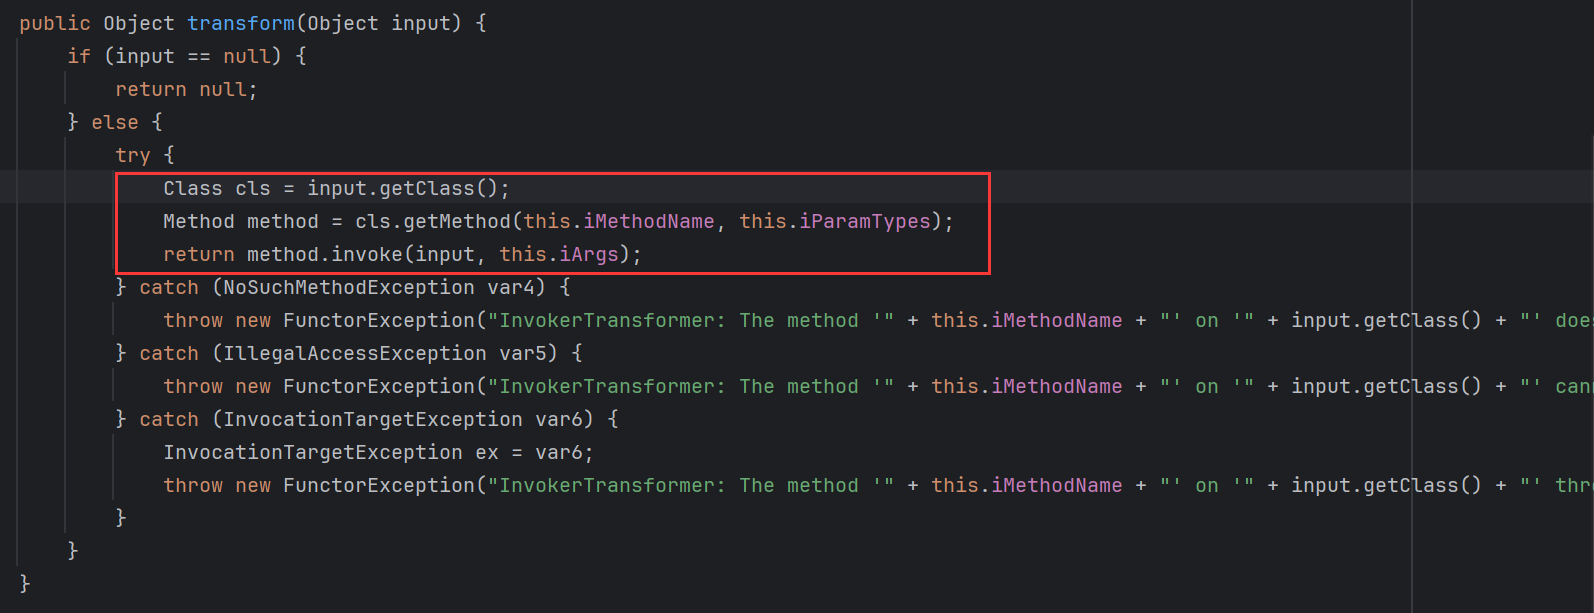 public Object transform(Object input) {
if (input == null) {
return null;
} else {
try {
Class cls = input.getClass();
Method method = cls.getMethod(this.iMethodName, this.iParamTypes);
return method.invoke(input, this.iArgs);
} catch (NoSuchMethodException var4) {
throw new FunctorException("InvokerTransformer: The method '" + this.iMethodName + "' on '" + input.getClass() + "' does
} catch (IllegalAccessException var5) {
throw new FunctorException("InvokerTransformer: The method '" + this.iMethodName + "' on '" + input.getClass() + "' can
} catch (InvocationTargetException var6) {
InvocationTargetException ex = var6;
throw new FunctorException("InvokerTransformer: The method '" + this.iMethodName + "' on '" + input.getClass() + "' thr
}
}
}